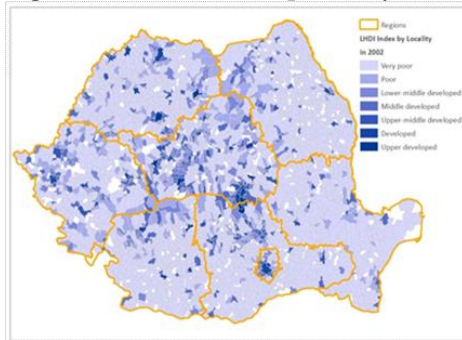 Regions
LHDI Index by Locality
in 2002
Very poor
Poor
Lower-middle developed
Middle developed
Upper-middle developed
Developed
Upper developed